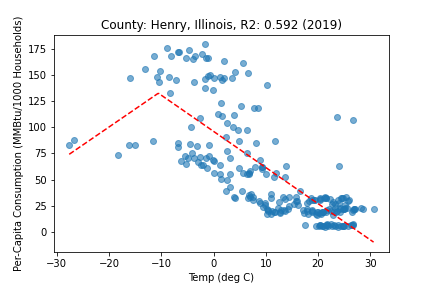 County: Henry, Illinois, R2: 0.592 (2019)
Per-Capita Consumption (MMBtu/1000 Households)
175
150
125
100
75
50
25
0
−30 −20 −10 0 10 20 30
Temp (deg C)